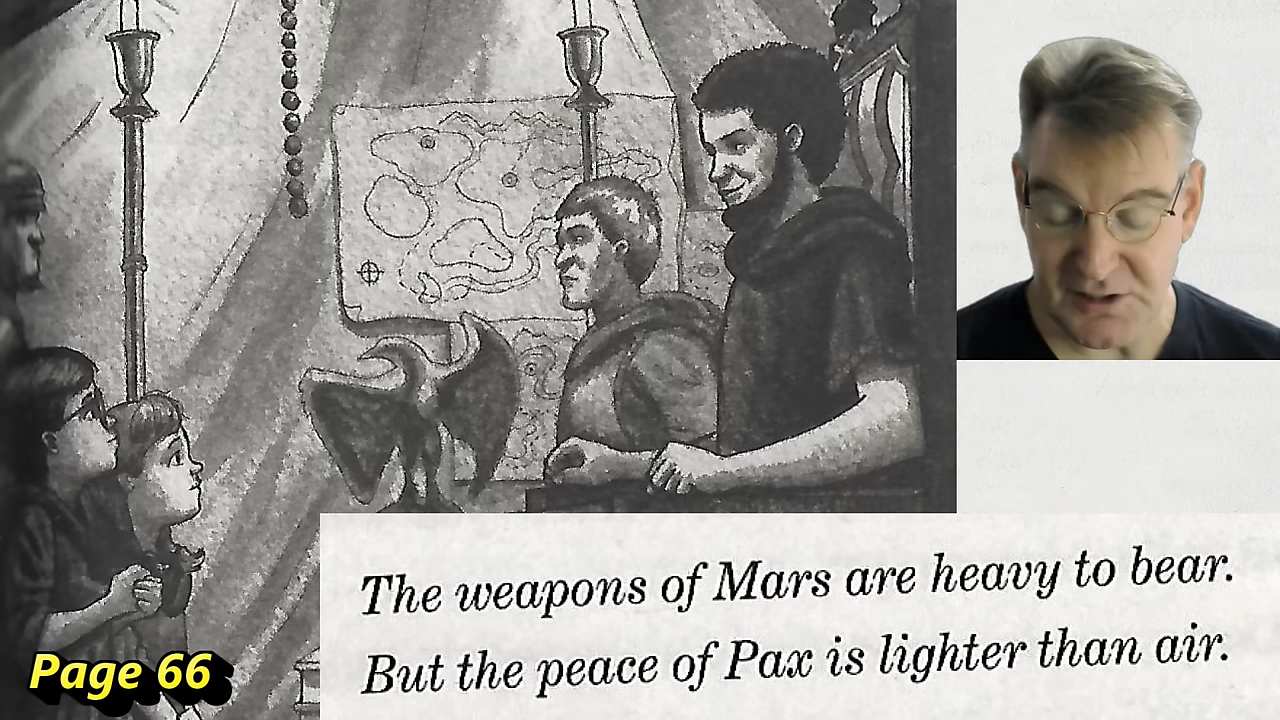 The weapons of Mars are heavy to bear.
But the peace of Pax is lighter than air.
Page 66